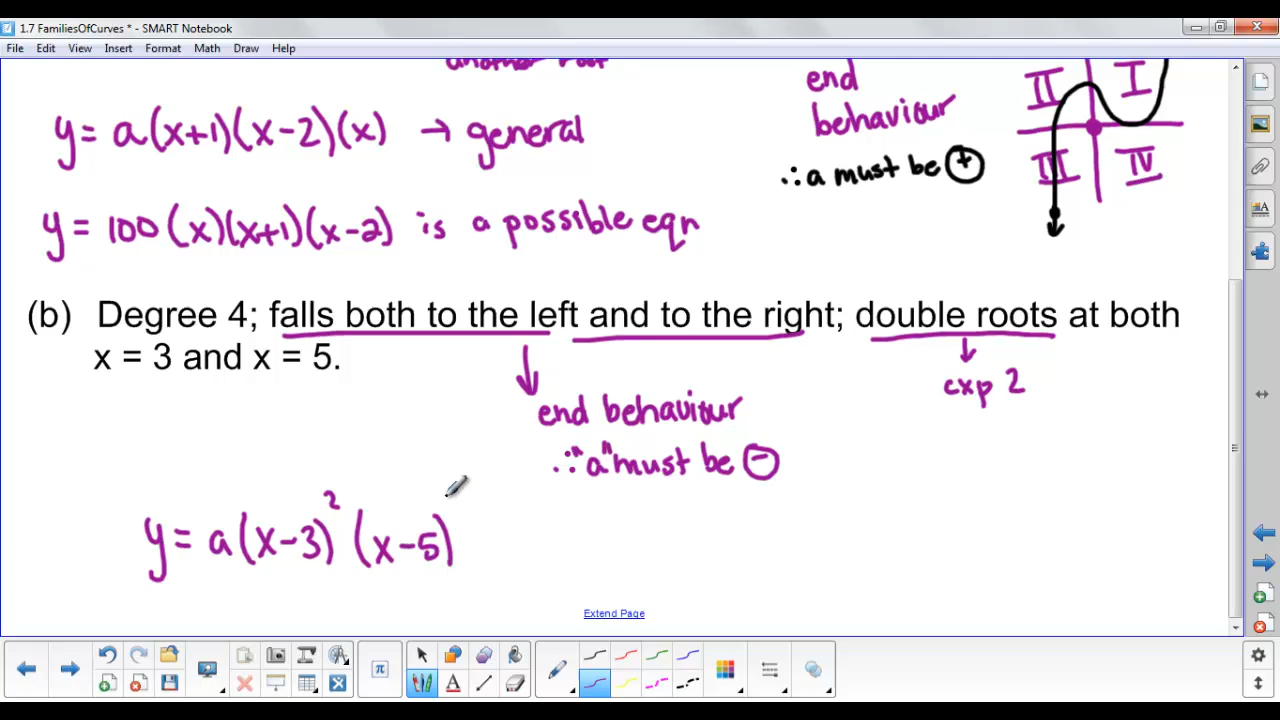 1.7 FamiliesOfCurves * - SMART Notebook
File Edit View Insert Format Math Draw Help
another root
end
behaviour
∴a must be +
II I
III IV
y = a(x+1)(x-2)(x) → general
y = 100(x)(x+1)(x-2) is a possible eqn
(b) Degree 4; falls both to the left and to the right; double roots at both
x = 3 and x = 5.
exp 2
end behaviour
∴"a" must be -
y = a(x-3)² (x-5)
Extend Page
π
A